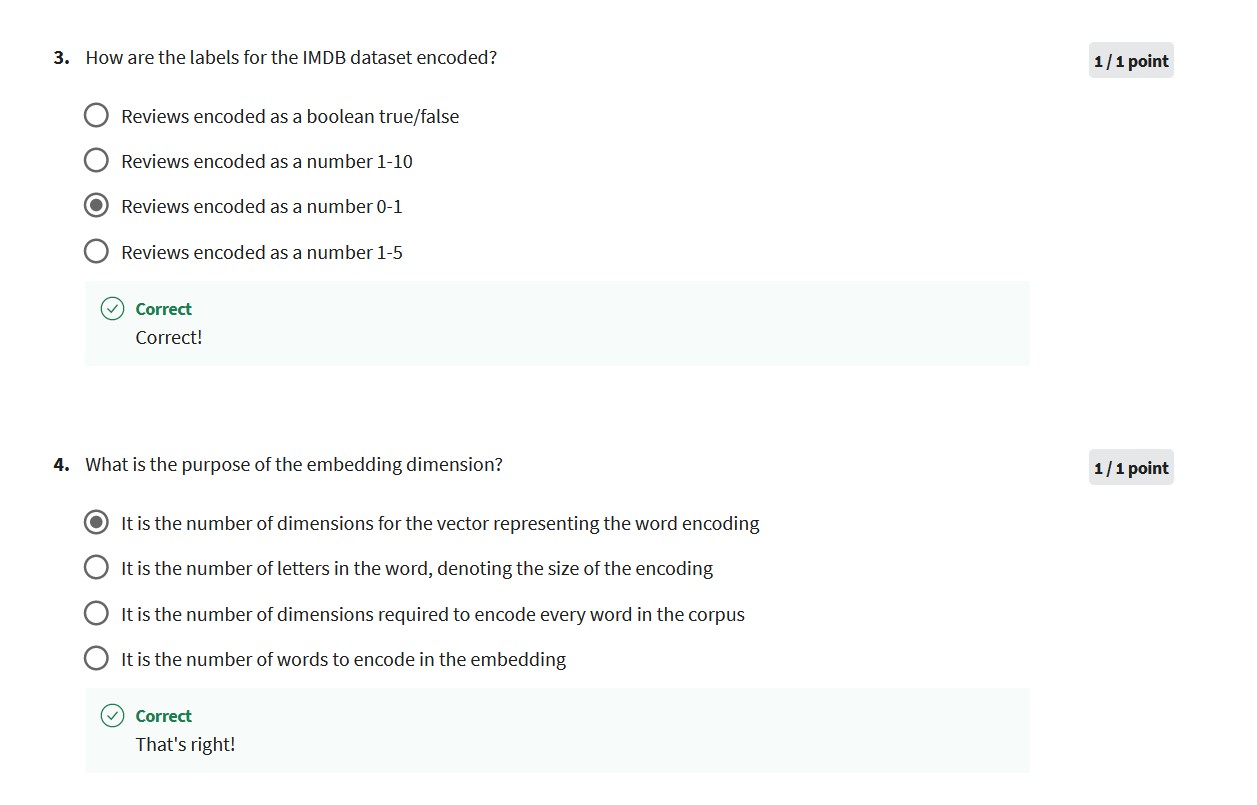 3. How are the labels for the IMDB dataset encoded?
1 / 1 point
Reviews encoded as a boolean true/false
Reviews encoded as a number 1-10
Reviews encoded as a number 0-1
Reviews encoded as a number 1-5
Correct
Correct!
4. What is the purpose of the embedding dimension?
1 / 1 point
It is the number of dimensions for the vector representing the word encoding
It is the number of letters in the word, denoting the size of the encoding
It is the number of dimensions required to encode every word in the corpus
It is the number of words to encode in the embedding
Correct
That's right!